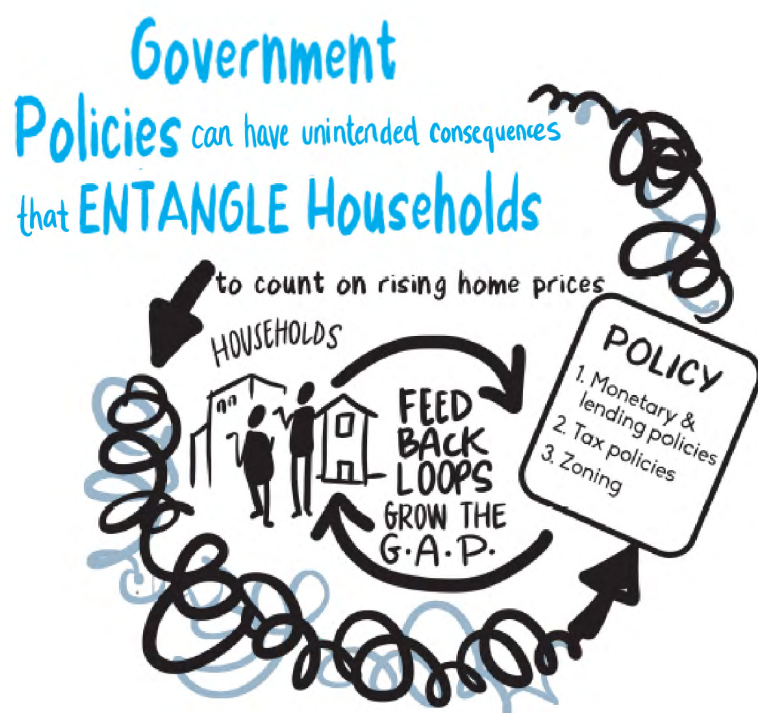 Government
Policies can have unintended consequences
that ENTANGLE Households
to count on rising home prices
HOUSEHOLDS
FEED
BACK
LOOPS
GROW THE
G.A.P.
POLICY
1. Monetary &
lending policies
2. Tax policies
3. Zoning